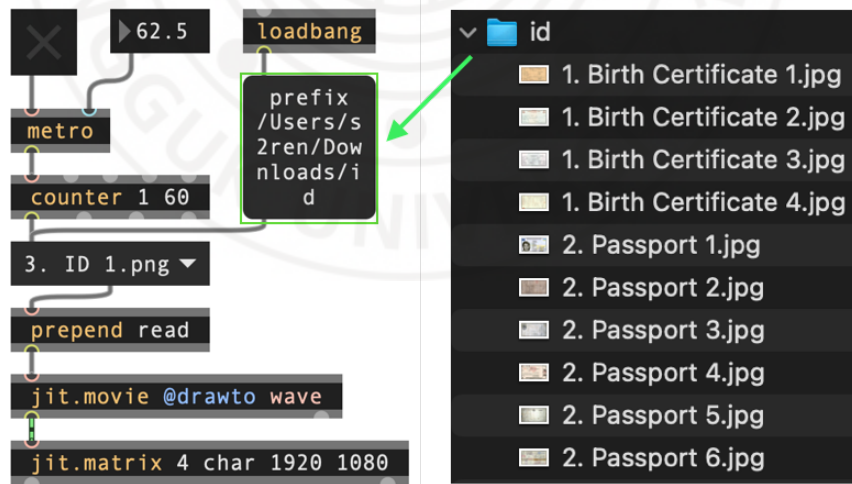 62.5
loadbang
metro
prefix
/Users/s
2ren/Dow
nloads/i
d
counter 1 60
3. ID 1.png
prepend read
jit.movie @drawto wave
jit.matrix 4 char 1920 1080
id
1. Birth Certificate 1.jpg
1. Birth Certificate 2.jpg
1. Birth Certificate 3.jpg
1. Birth Certificate 4.jpg
2. Passport 1.jpg
2. Passport 2.jpg
2. Passport 3.jpg
2. Passport 4.jpg
2. Passport 5.jpg
2. Passport 6.jpg